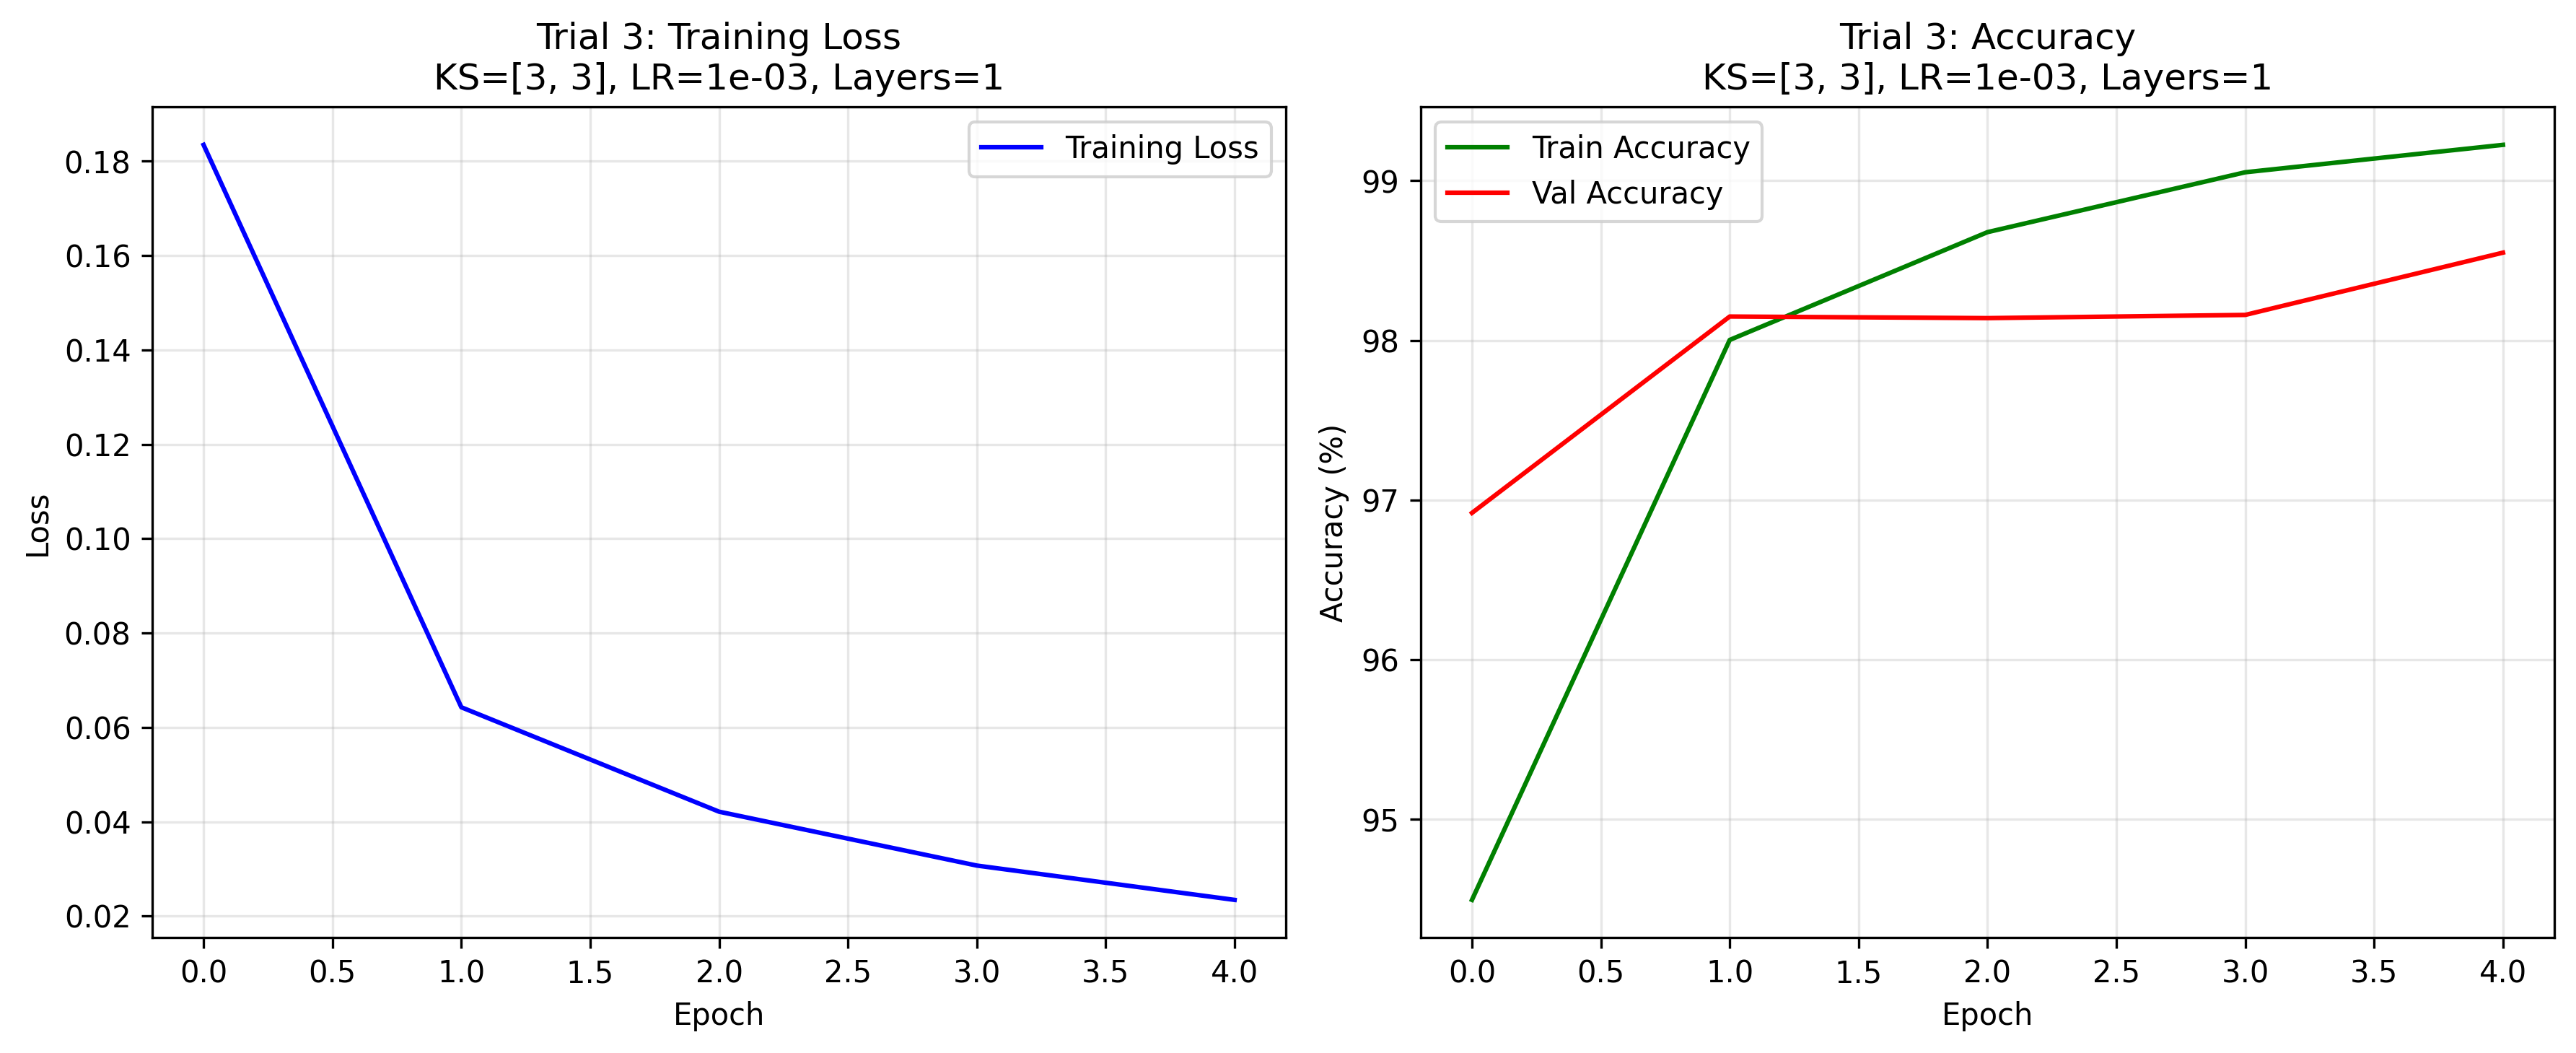 Trial 3: Training Loss
KS=[3, 3], LR=1e-03, Layers=1
Training Loss
0.18
0.16
0.14
0.12
0.10
0.08
0.06
0.04
0.02
Loss
0.0 0.5 1.0 1.5 2.0 2.5 3.0 3.5 4.0
Epoch
Trial 3: Accuracy
KS=[3, 3], LR=1e-03, Layers=1
Train Accuracy
Val Accuracy
99
98
97
96
95
Accuracy (%)
0.0 0.5 1.0 1.5 2.0 2.5 3.0 3.5 4.0
Epoch